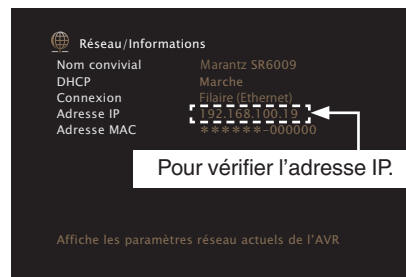 Réseau/Informations
Nom convivial Marantz SR6009
DHCP Marche
Connexion Filaire (Ethernet)
Adresse IP 192.168.100.19
Adresse MAC ******-000000
Pour vérifier l'adresse IP.
Affiche les paramètres réseau actuels de l'AVR